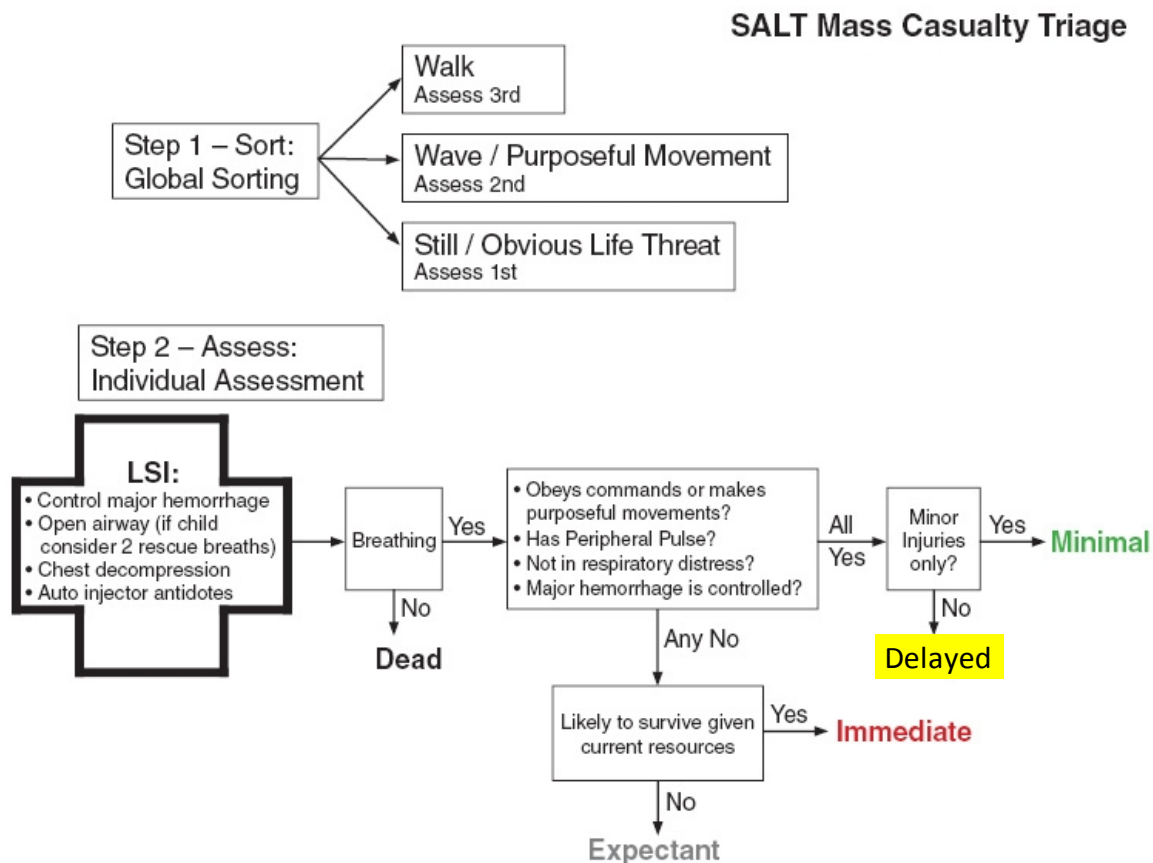 SALT Mass Casualty Triage
Walk
Assess 3rd
Step 1 – Sort:
Global Sorting
Wave / Purposeful Movement
Assess 2nd
Still / Obvious Life Threat
Assess 1st
Step 2 – Assess:
Individual Assessment
LSI:
• Control major hemorrhage
• Open airway (if child
consider 2 rescue breaths)
• Chest decompression
• Auto injector antidotes
Breathing
Yes
No
Dead
• Obeys commands or makes
purposeful movements?
• Has Peripheral Pulse?
• Not in respiratory distress?
• Major hemorrhage is controlled?
All
Yes
Minor
Injuries
only?
Yes
Minimal
No
Delayed
Any No
Likely to survive given
current resources
Yes
Immediate
No
Expectant